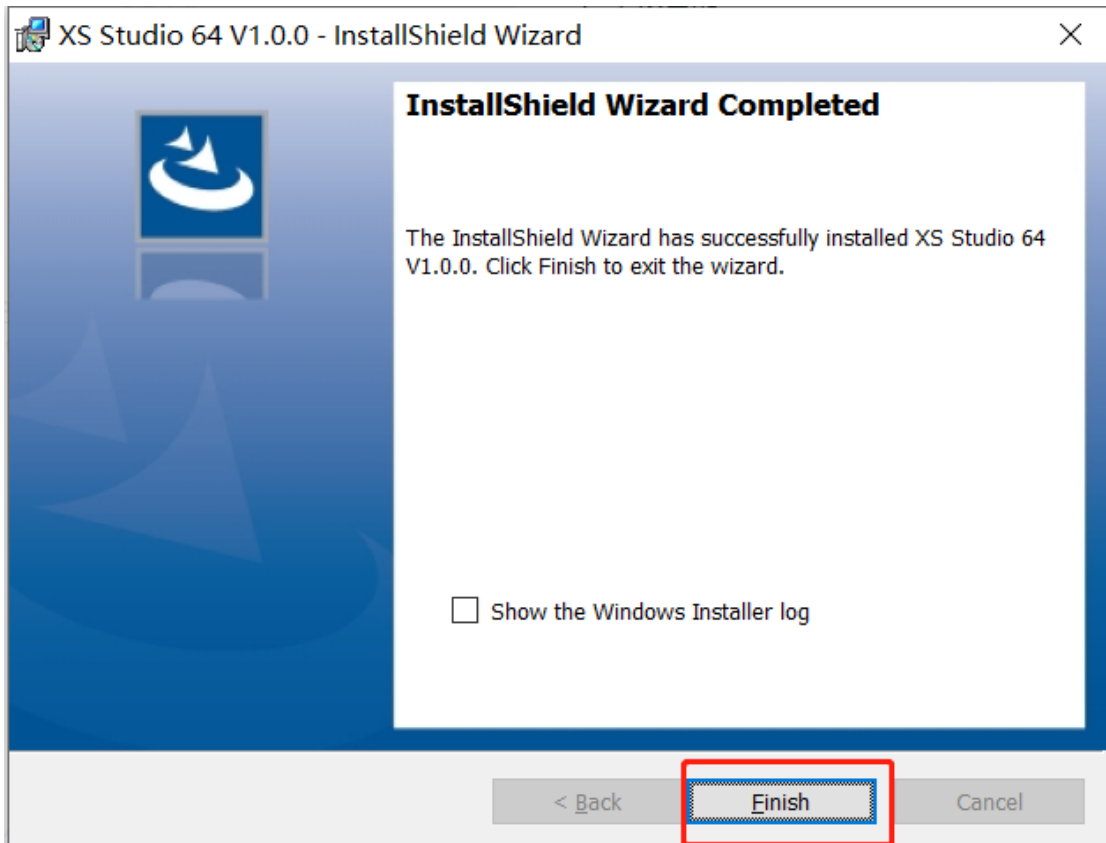 XS Studio 64 V1.0.0 - InstallShield Wizard
InstallShield Wizard Completed
The InstallShield Wizard has successfully installed XS Studio 64
V1.0.0. Click Finish to exit the wizard.
Show the Windows Installer log
< Back
Finish
Cancel